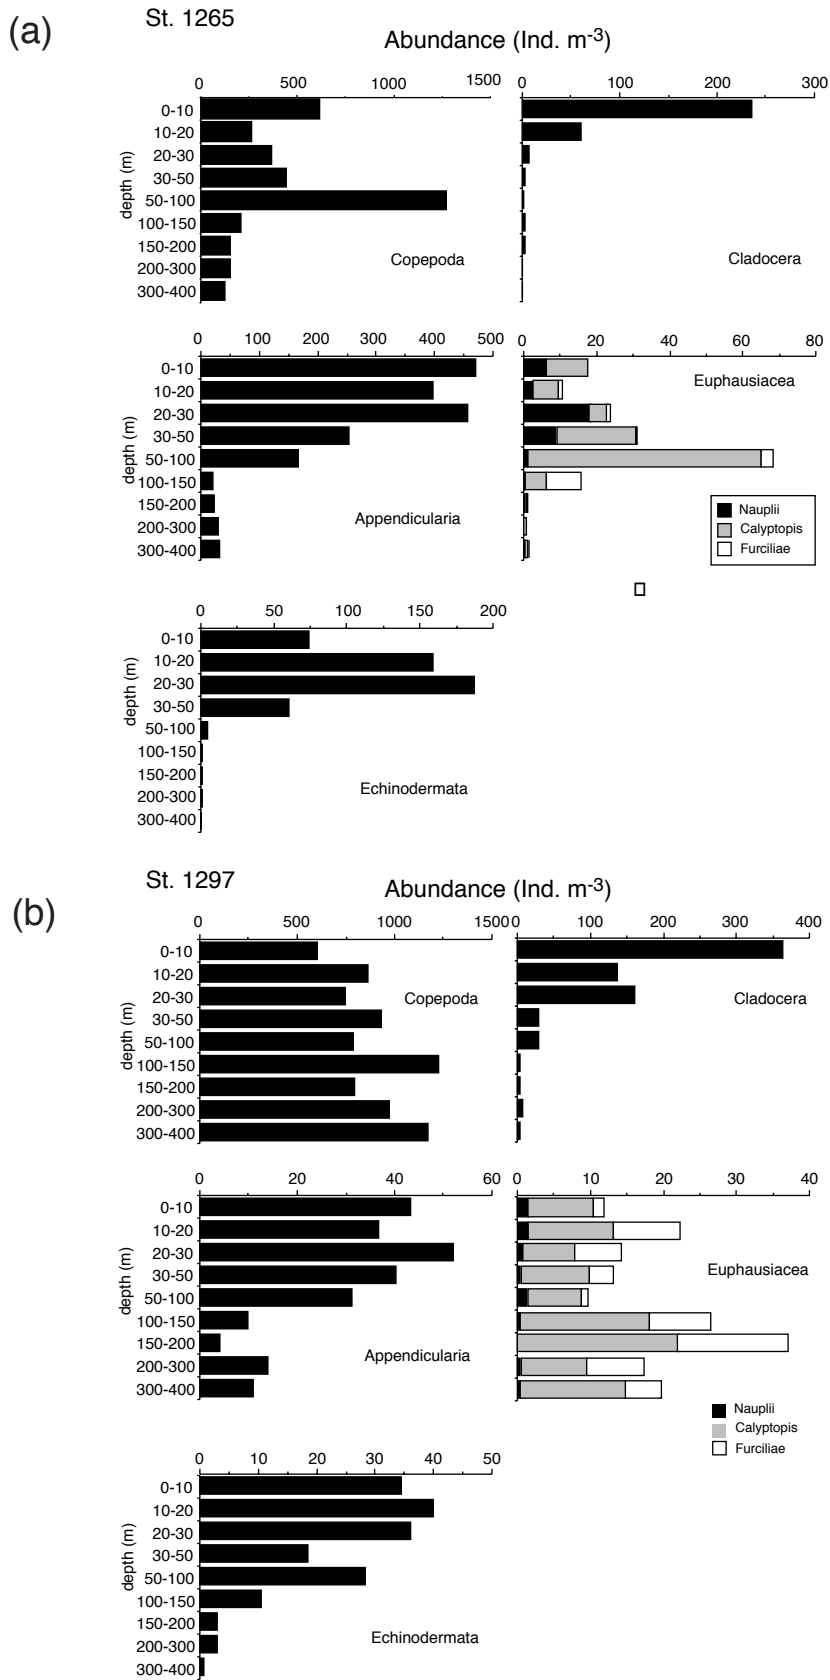 (a)
St. 1265
Abundance (Ind. m-3)
0 500 1000 1500
0 100 200 300
depth (m)
0-10
10-20
20-30
30-50
50-100
100-150
150-200
200-300
300-400
Copepoda
Cladocera
0 100 200 300 400 500
0 20 40 60 80
depth (m)
0-10
10-20
20-30
30-50
50-100
100-150
150-200
200-300
300-400
Appendicularia
Euphausiacea
Nauplii
Calyptopis
Furciliae
0 50 100 150 200
depth (m)
0-10
10-20
20-30
30-50
50-100
100-150
150-200
200-300
300-400
Echinodermata
(b)
St. 1297
Abundance (Ind. m-3)
0 500 1000 1500
0 100 200 300 400
depth (m)
0-10
10-20
20-30
30-50
50-100
100-150
150-200
200-300
300-400
Copepoda
Cladocera
0 20 40 60
0 10 20 30 40
depth (m)
0-10
10-20
20-30
30-50
50-100
100-150
150-200
200-300
300-400
Appendicularia
Euphausiacea
Nauplii
Calyptopis
Furciliae
0 10 20 30 40 50
depth (m)
0-10
10-20
20-30
30-50
50-100
100-150
150-200
200-300
300-400
Echinodermata